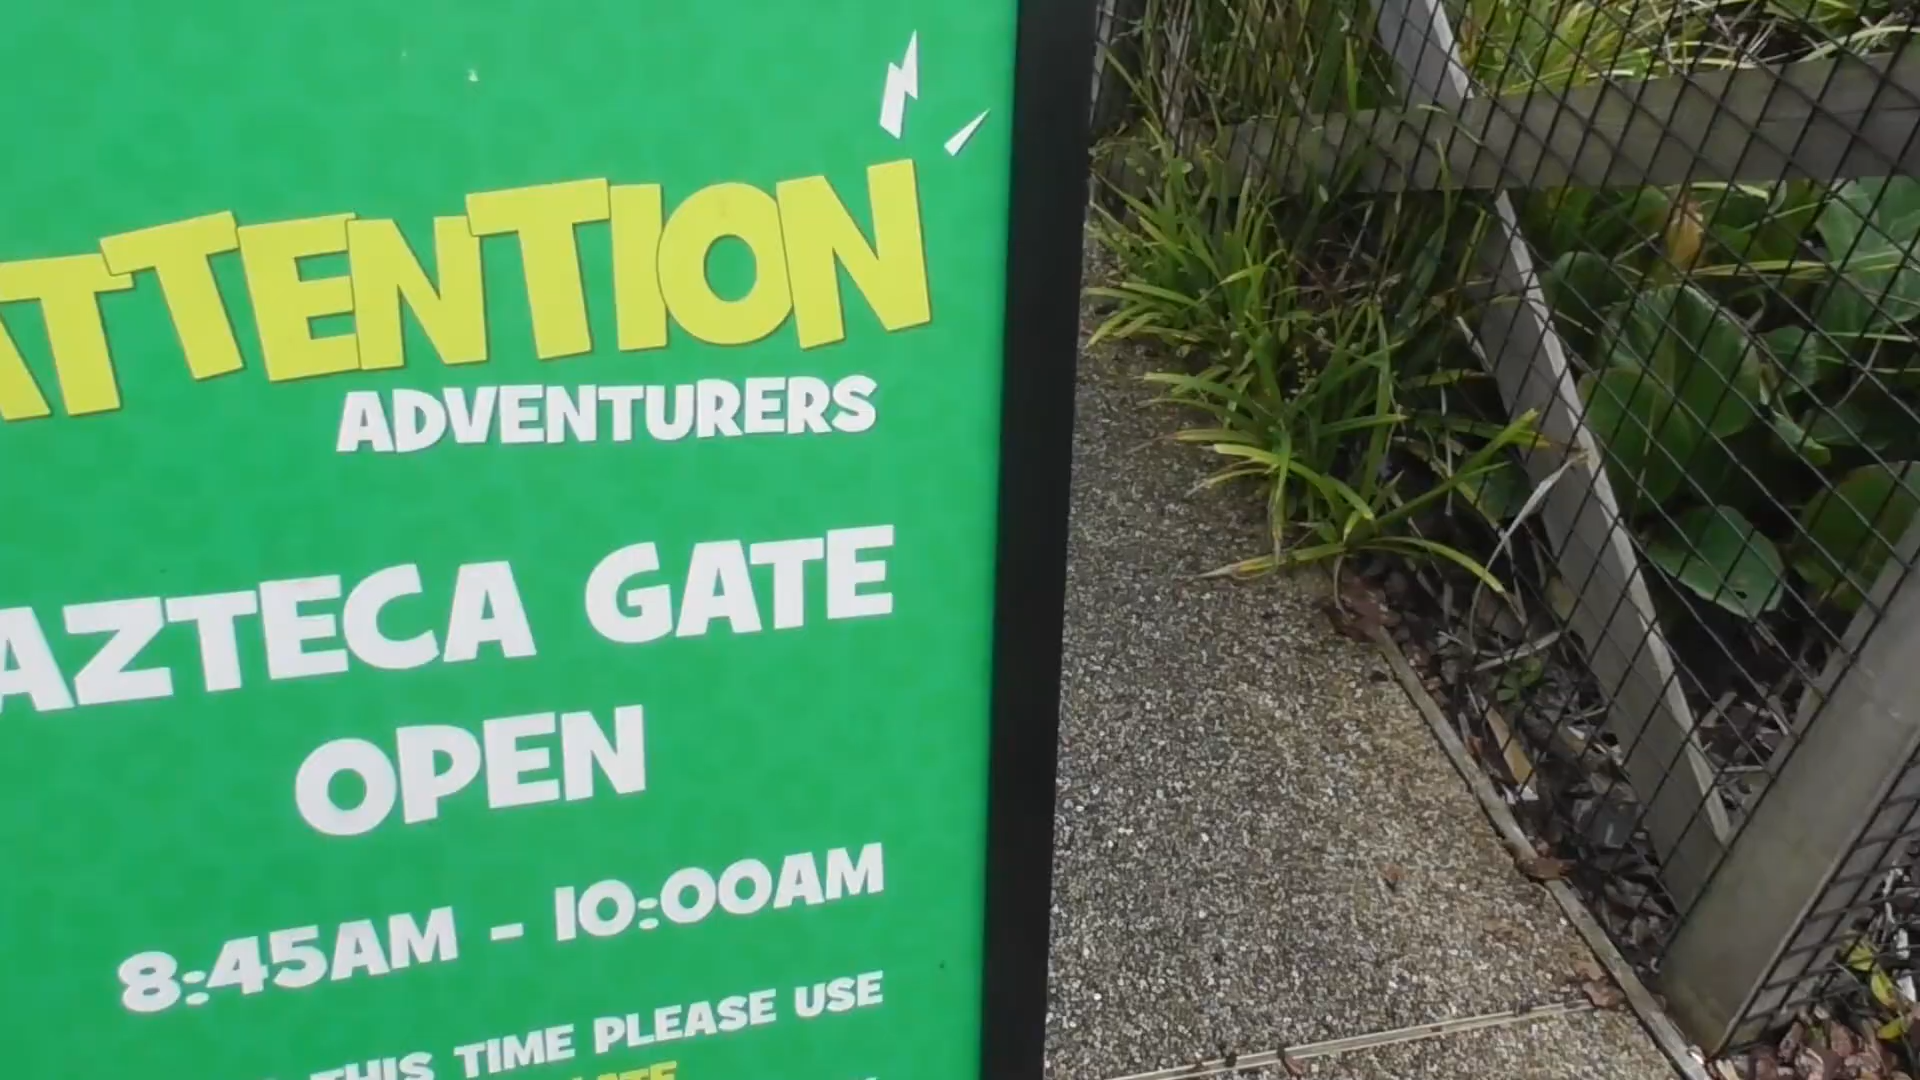 ATTENTION
ADVENTURERS
AZTECA GATE
OPEN
8:45AM - 10:00AM
THIS TIME PLEASE USE